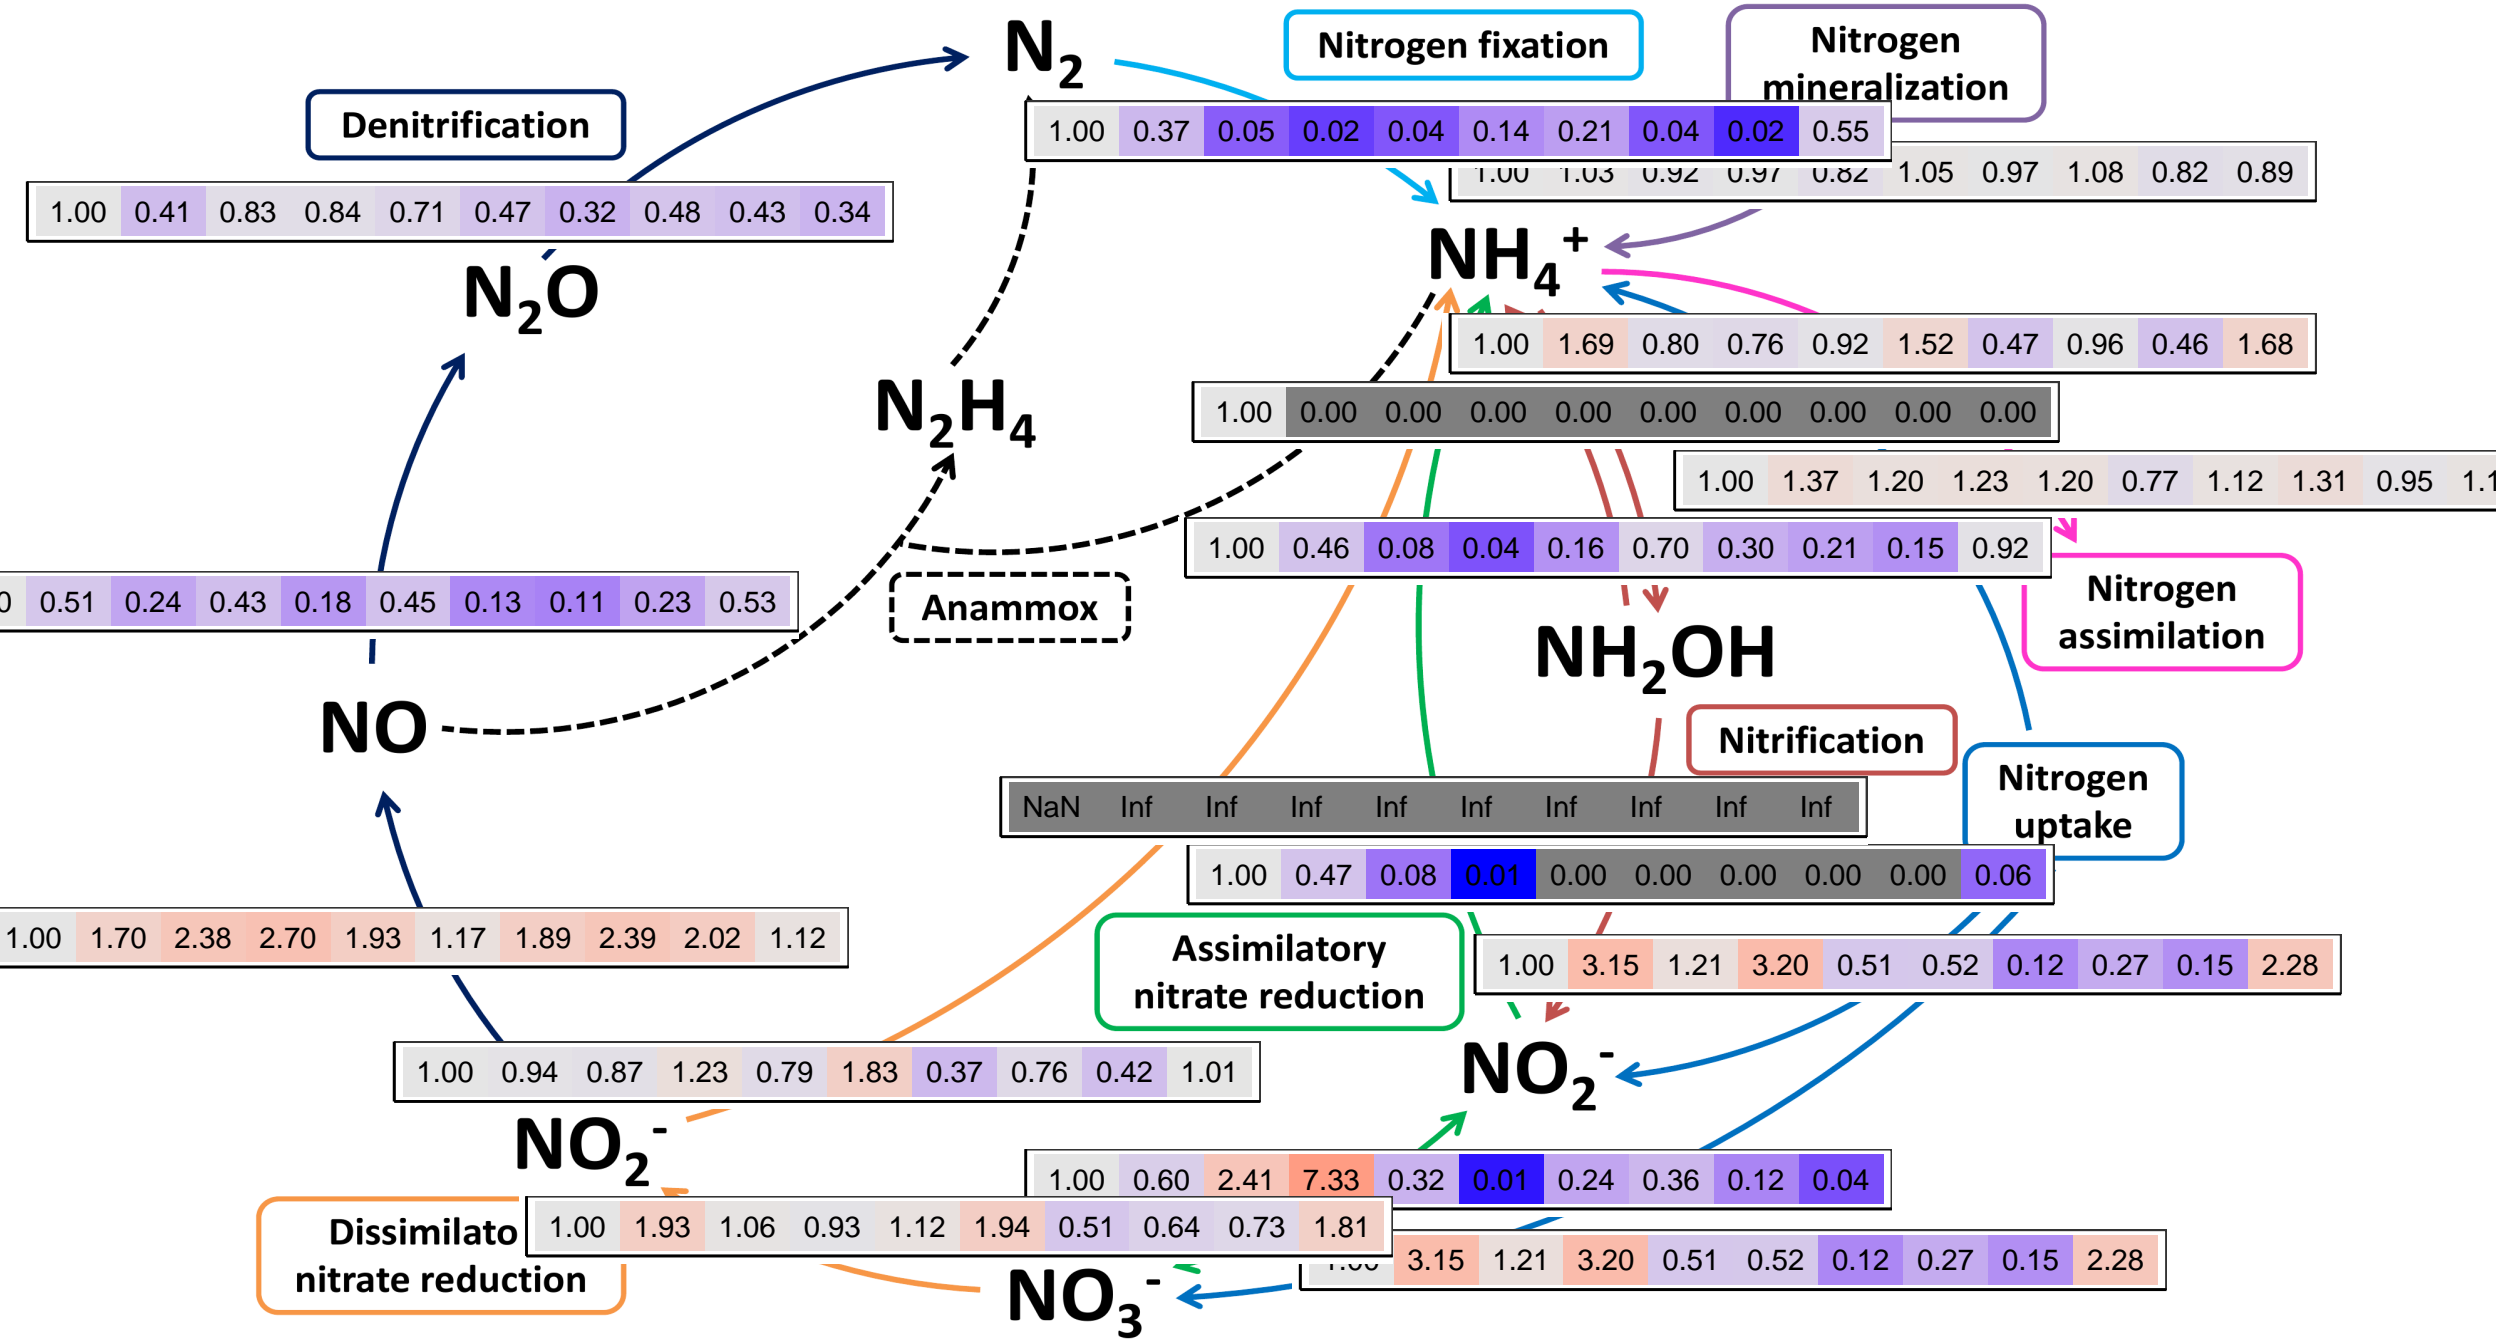 N2
Nitrogen fixation
Nitrogen
mineralization
Denitrification
1.00 0.37 0.05 0.02 0.04 0.14 0.21 0.04 0.02 0.55
1.00 1.03 0.92 0.97 0.82 1.05 0.97 1.08 0.82 0.89
1.00 0.41 0.83 0.84 0.71 0.47 0.32 0.48 0.43 0.34
NH4+
N2O
1.00 1.69 0.80 0.76 0.92 1.52 0.47 0.96 0.46 1.68
N2H4
1.00 0.00 0.00 0.00 0.00 0.00 0.00 0.00 0.00 0.00
1.00 1.37 1.20 1.23 1.20 0.77 1.12 1.31 0.95 1.1
1.00 0.46 0.08 0.04 0.16 0.70 0.30 0.21 0.15 0.92
0 0.51 0.24 0.43 0.18 0.45 0.13 0.11 0.23 0.53
Anammox
Nitrogen
assimilation
NH2OH
NO
Nitrification
Nitrogen
uptake
NaN Inf Inf Inf Inf Inf Inf Inf Inf Inf
1.00 0.47 0.08 0.01 0.00 0.00 0.00 0.00 0.00 0.06
1.00 1.70 2.38 2.70 1.93 1.17 1.89 2.39 2.02 1.12
Assimilatory
nitrate reduction
1.00 3.15 1.21 3.20 0.51 0.52 0.12 0.27 0.15 2.28
1.00 0.94 0.87 1.23 0.79 1.83 0.37 0.76 0.42 1.01
NO2-
NO2-
1.00 0.60 2.41 7.33 0.32 0.01 0.24 0.36 0.12 0.04
Dissimilato
nitrate reduction
1.00 1.93 1.06 0.93 1.12 1.94 0.51 0.64 0.73 1.81
1.00 3.15 1.21 3.20 0.51 0.52 0.12 0.27 0.15 2.28
NO3-